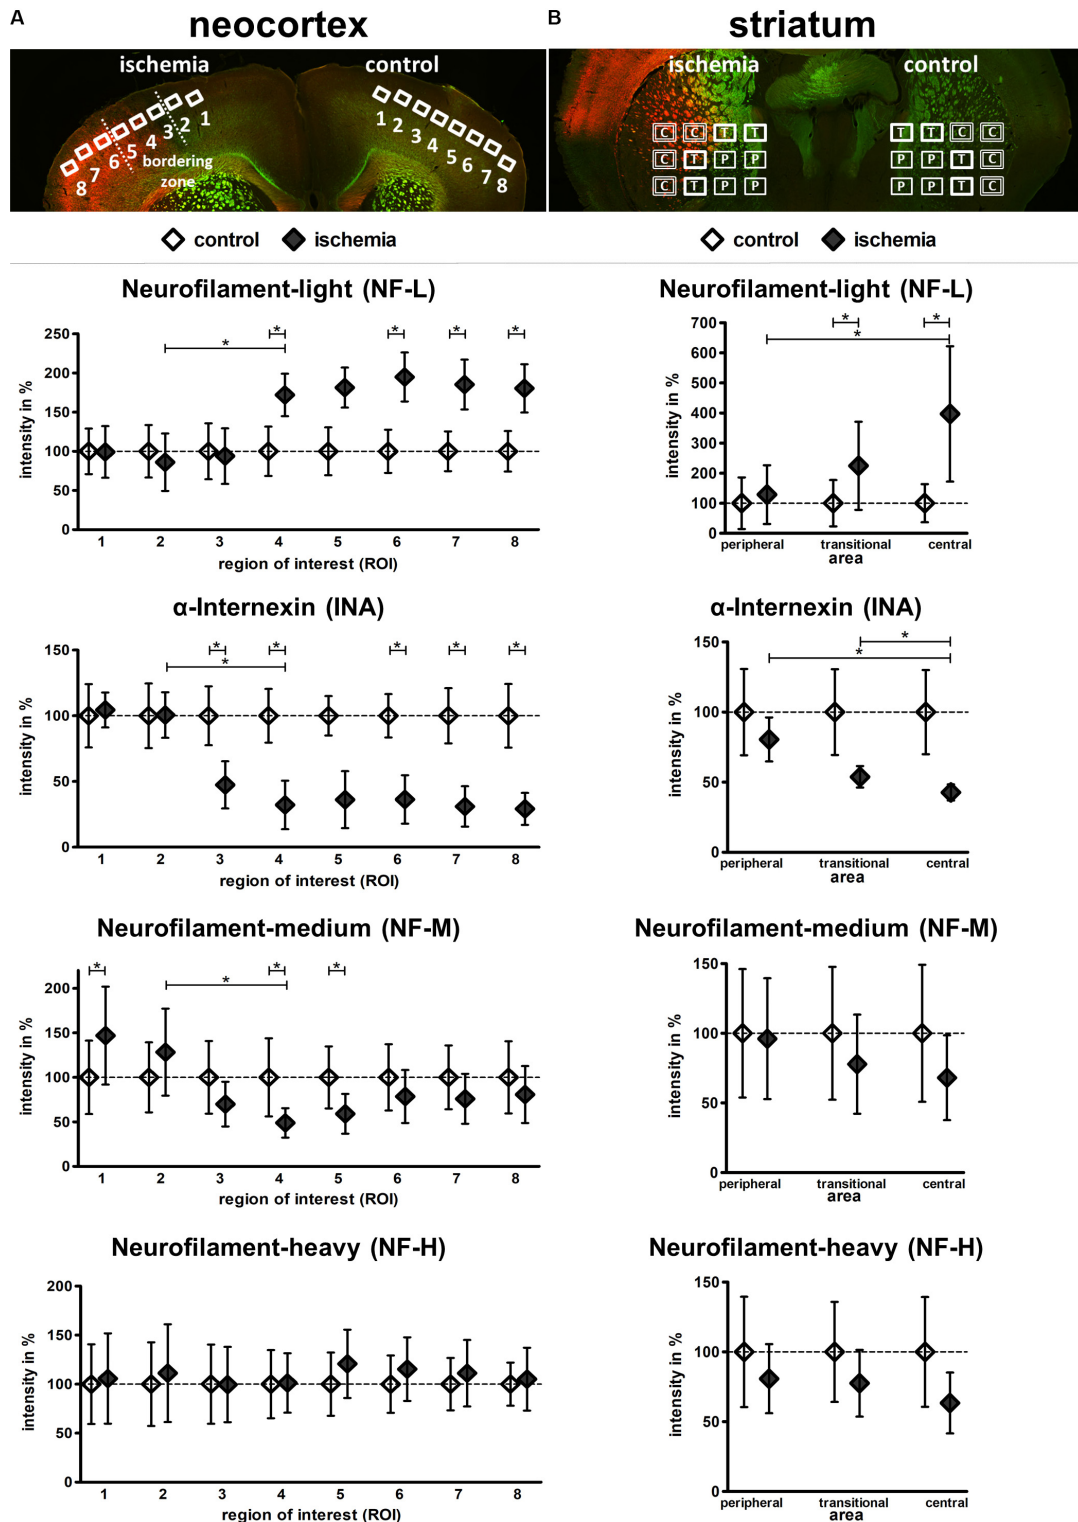 A neocortex
ischemia control
1 2 3 4 5 6 7 8
bordering
zone
1 2 3 4 5 6 7 8
control ischemia
Neurofilament-light (NF-L)
intensity in %
250
200
150
100
50
0
* * * * *
1 2 3 4 5 6 7 8
region of interest (ROI)
α-Internexin (INA)
intensity in %
150
100
50
0
* * * * * *
1 2 3 4 5 6 7 8
region of interest (ROI)
Neurofilament-medium (NF-M)
intensity in %
200
150
100
50
0
* * * *
1 2 3 4 5 6 7 8
region of interest (ROI)
Neurofilament-heavy (NF-H)
intensity in %
200
150
100
50
0
1 2 3 4 5 6 7 8
region of interest (ROI)
B striatum
ischemia control
C C T T T T C C
C T P P P P T C
C T P P P P T C
control ischemia
Neurofilament-light (NF-L)
intensity in %
700
600
500
400
300
200
100
0
* * *
peripheral transitional central
area
α-Internexin (INA)
intensity in %
150
100
50
0
* *
peripheral transitional central
area
Neurofilament-medium (NF-M)
intensity in %
150
100
50
0
peripheral transitional central
area
Neurofilament-heavy (NF-H)
intensity in %
150
100
50
0
peripheral transitional central
area